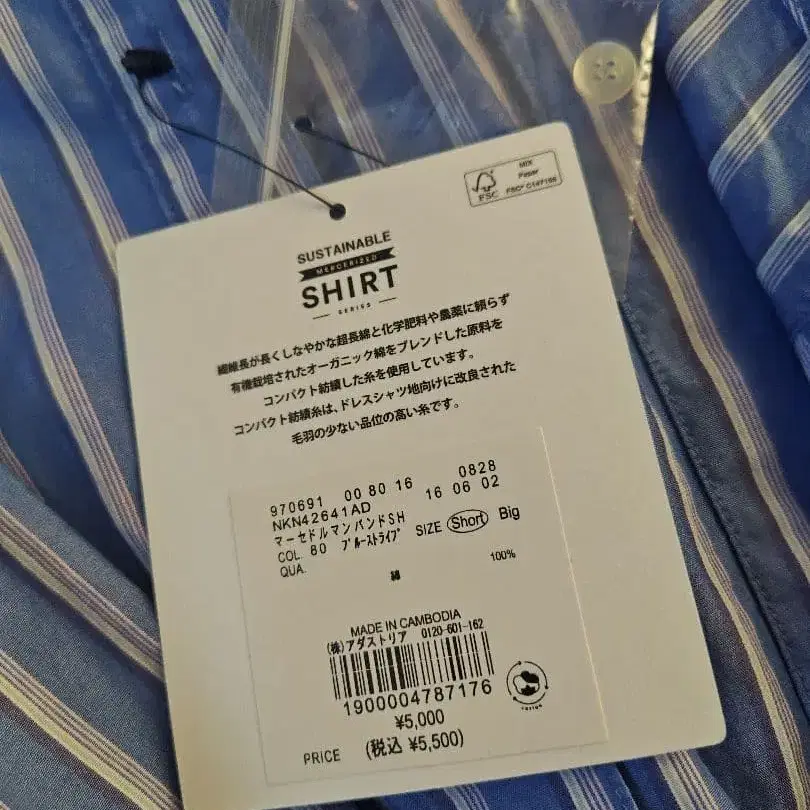 MIX
Paper
FSC® C147166
FSC
SUSTAINABLE
MERCERIZED
SHIRT
SERIES
繊維長が長くしなやかな超長綿と化学肥料や農薬に頼らず
有機栽培されたオーガニック綿をブレンドした原料を
コンパクト紡績した糸を使用しています。
コンパクト紡績糸は、ドレスシャツ地向けに改良された
毛羽の少ない品位の高い糸です。
970691 00 80 16 0828
NKN42641AD 16 06 02
マーセドルマンバンドSH
COL. 80 ブルーストライプ SIZE Short Big
QUA. 綿 100%
MADE IN CAMBODIA
(株)アダストリア 0120-601-162
1900004787176
¥5,000
PRICE (税込 ¥5,500)
COTTON